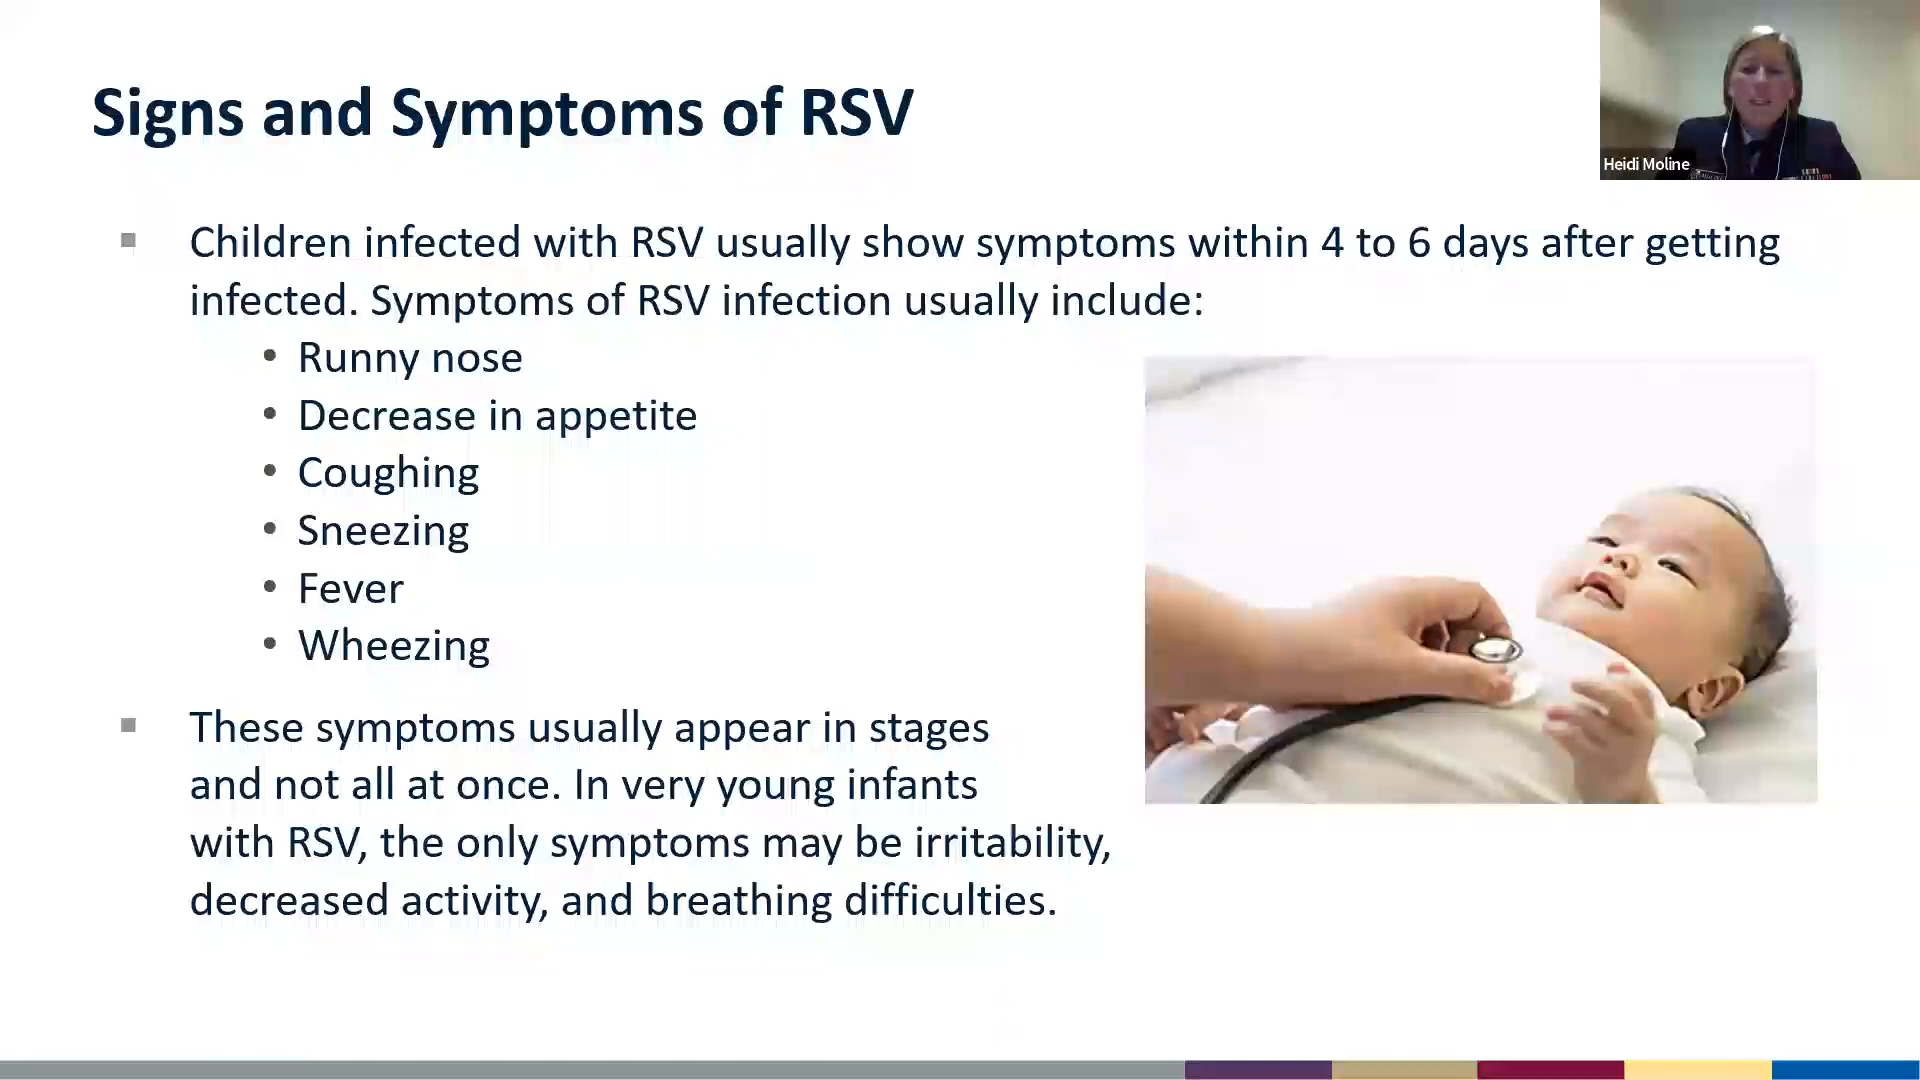 Signs and Symptoms of RSV
Heidi Moline
▪ Children infected with RSV usually show symptoms within 4 to 6 days after getting
infected. Symptoms of RSV infection usually include:
• Runny nose
• Decrease in appetite
• Coughing
• Sneezing
• Fever
• Wheezing
▪ These symptoms usually appear in stages
and not all at once. In very young infants
with RSV, the only symptoms may be irritability,
decreased activity, and breathing difficulties.